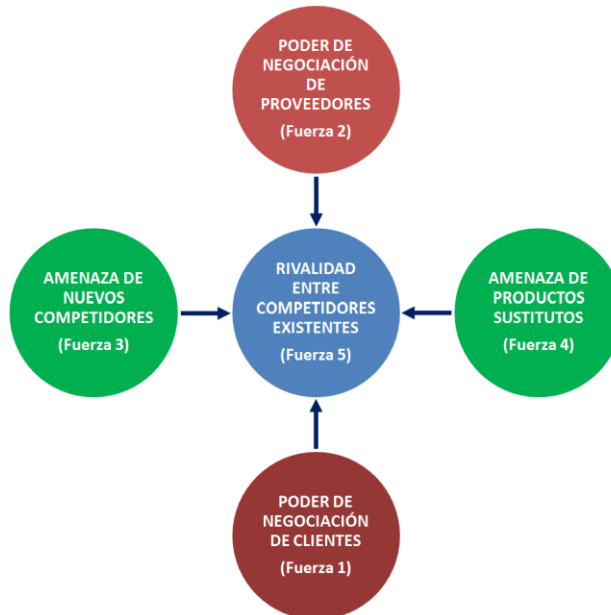 PODER DE
NEGOCIACIÓN
DE
PROVEEDORES
(Fuerza 2)
AMENAZA DE
NUEVOS
COMPETIDORES
(Fuerza 3)
RIVALIDAD
ENTRE
COMPETIDORES
EXISTENTES
(Fuerza 5)
AMENAZA DE
PRODUCTOS
SUSTITUTOS
(Fuerza 4)
PODER DE
NEGOCIACIÓN
DE CLIENTES
(Fuerza 1)